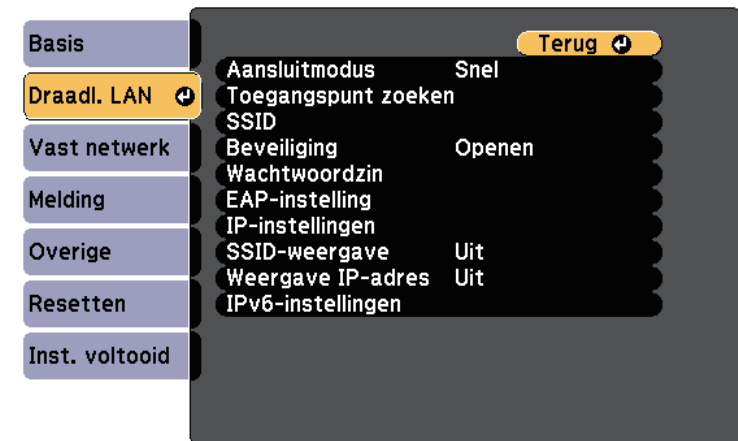 Basis
Draadl. LAN
Vast netwerk
Melding
Overige
Resetten
Inst. voltooid
Terug
Aansluitmodus Snel
Toegangspunt zoeken
SSID
Beveiliging Openen
Wachtwoordzin
EAP-instelling
IP-instellingen
SSID-weergave Uit
Weergave IP-adres Uit
IPv6-instellingen